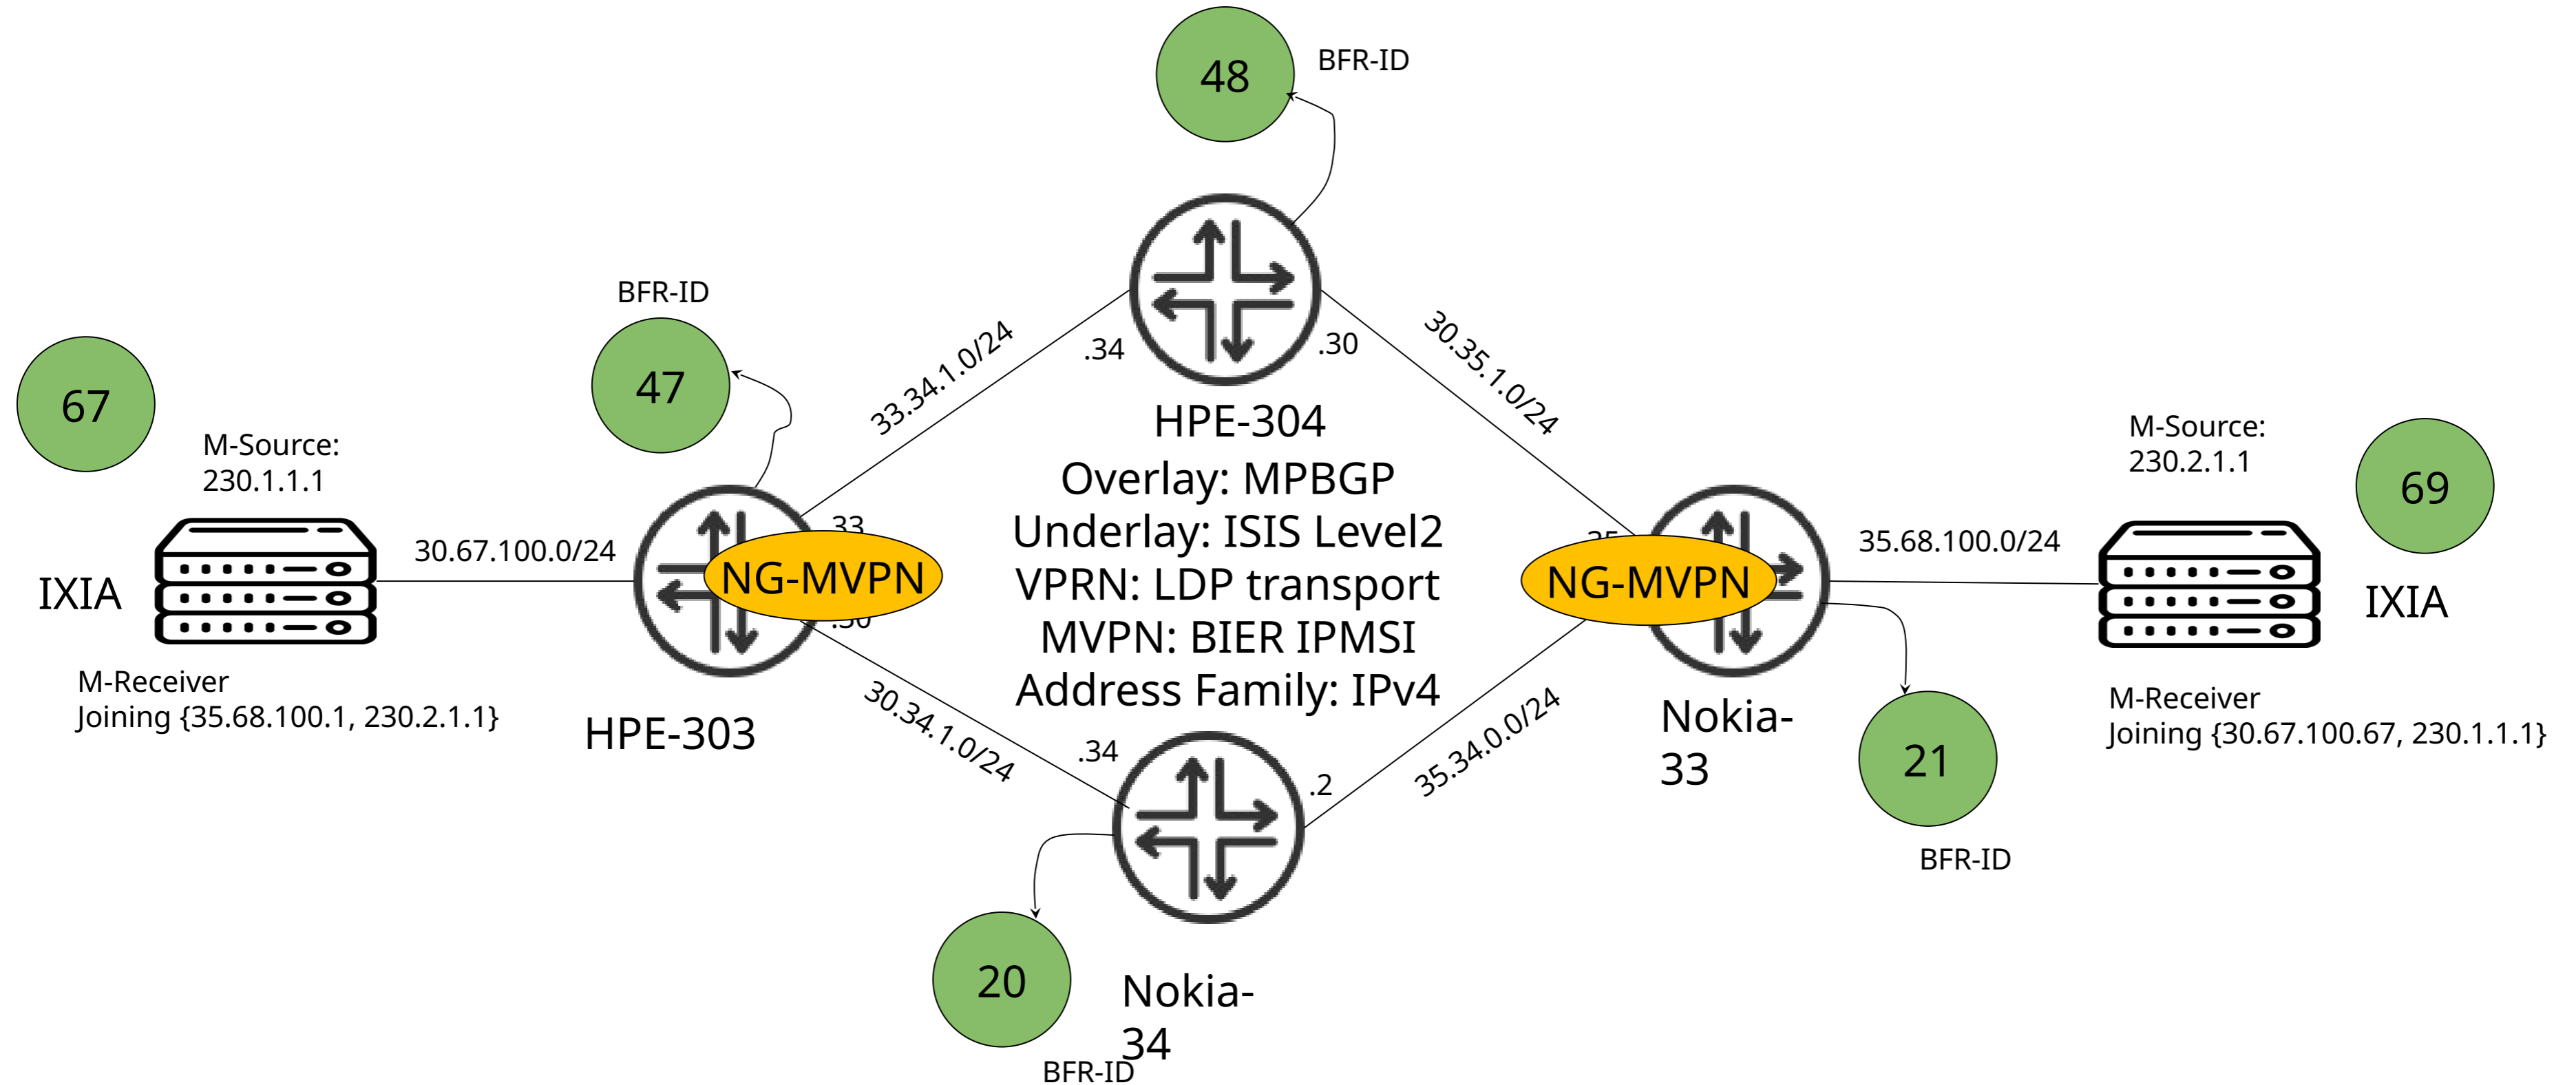 48
BFR-ID
BFR-ID
47
67
M-Source:
230.1.1.1
33.34.1.0/24
.34
.30
30.35.1.0/24
HPE-304
M-Source:
230.2.1.1
69
Overlay: MPBGP
Underlay: ISIS Level2
VPRN: LDP transport
MVPN: BIER IPMSI
Address Family: IPv4
IXIA
30.67.100.0/24
.33
NG-MVPN
NG-MVPN
35.68.100.0/24
IXIA
M-Receiver
Joining {35.68.100.1, 230.2.1.1}
HPE-303
30.34.1.0/24
.34
.2
35.34.0.0/24
Nokia-
33
M-Receiver
Joining {30.67.100.67, 230.1.1.1}
21
BFR-ID
20
Nokia-
34
BFR-ID